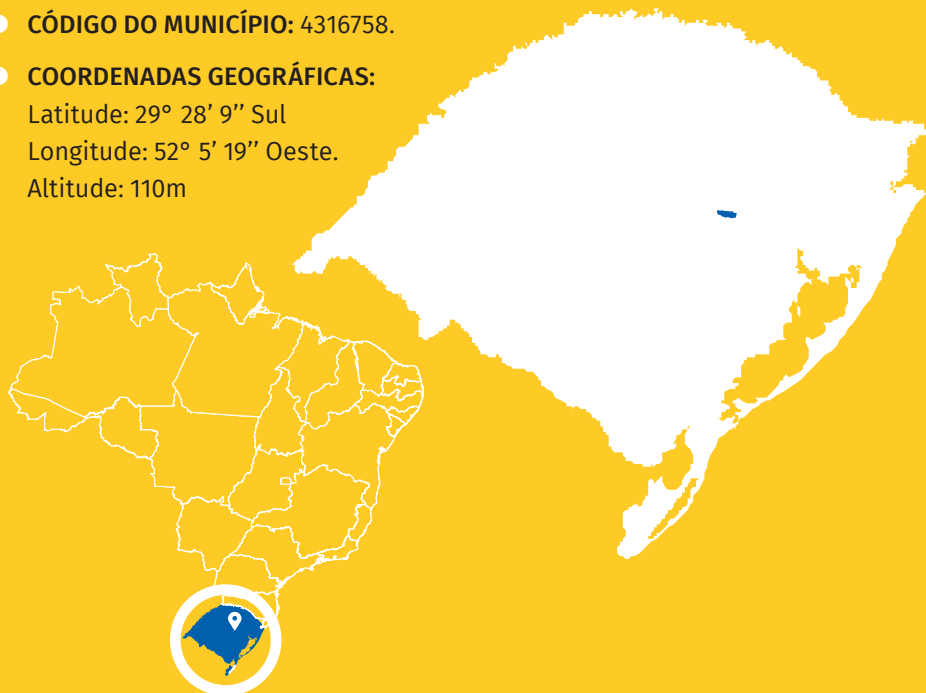 CÓDIGO DO MUNICÍPIO: 4316758.
COORDENADAS GEOGRÁFICAS:
Latitude: 29° 28’ 9’’ Sul
Longitude: 52° 5’ 19’’ Oeste.
Altitude: 110m